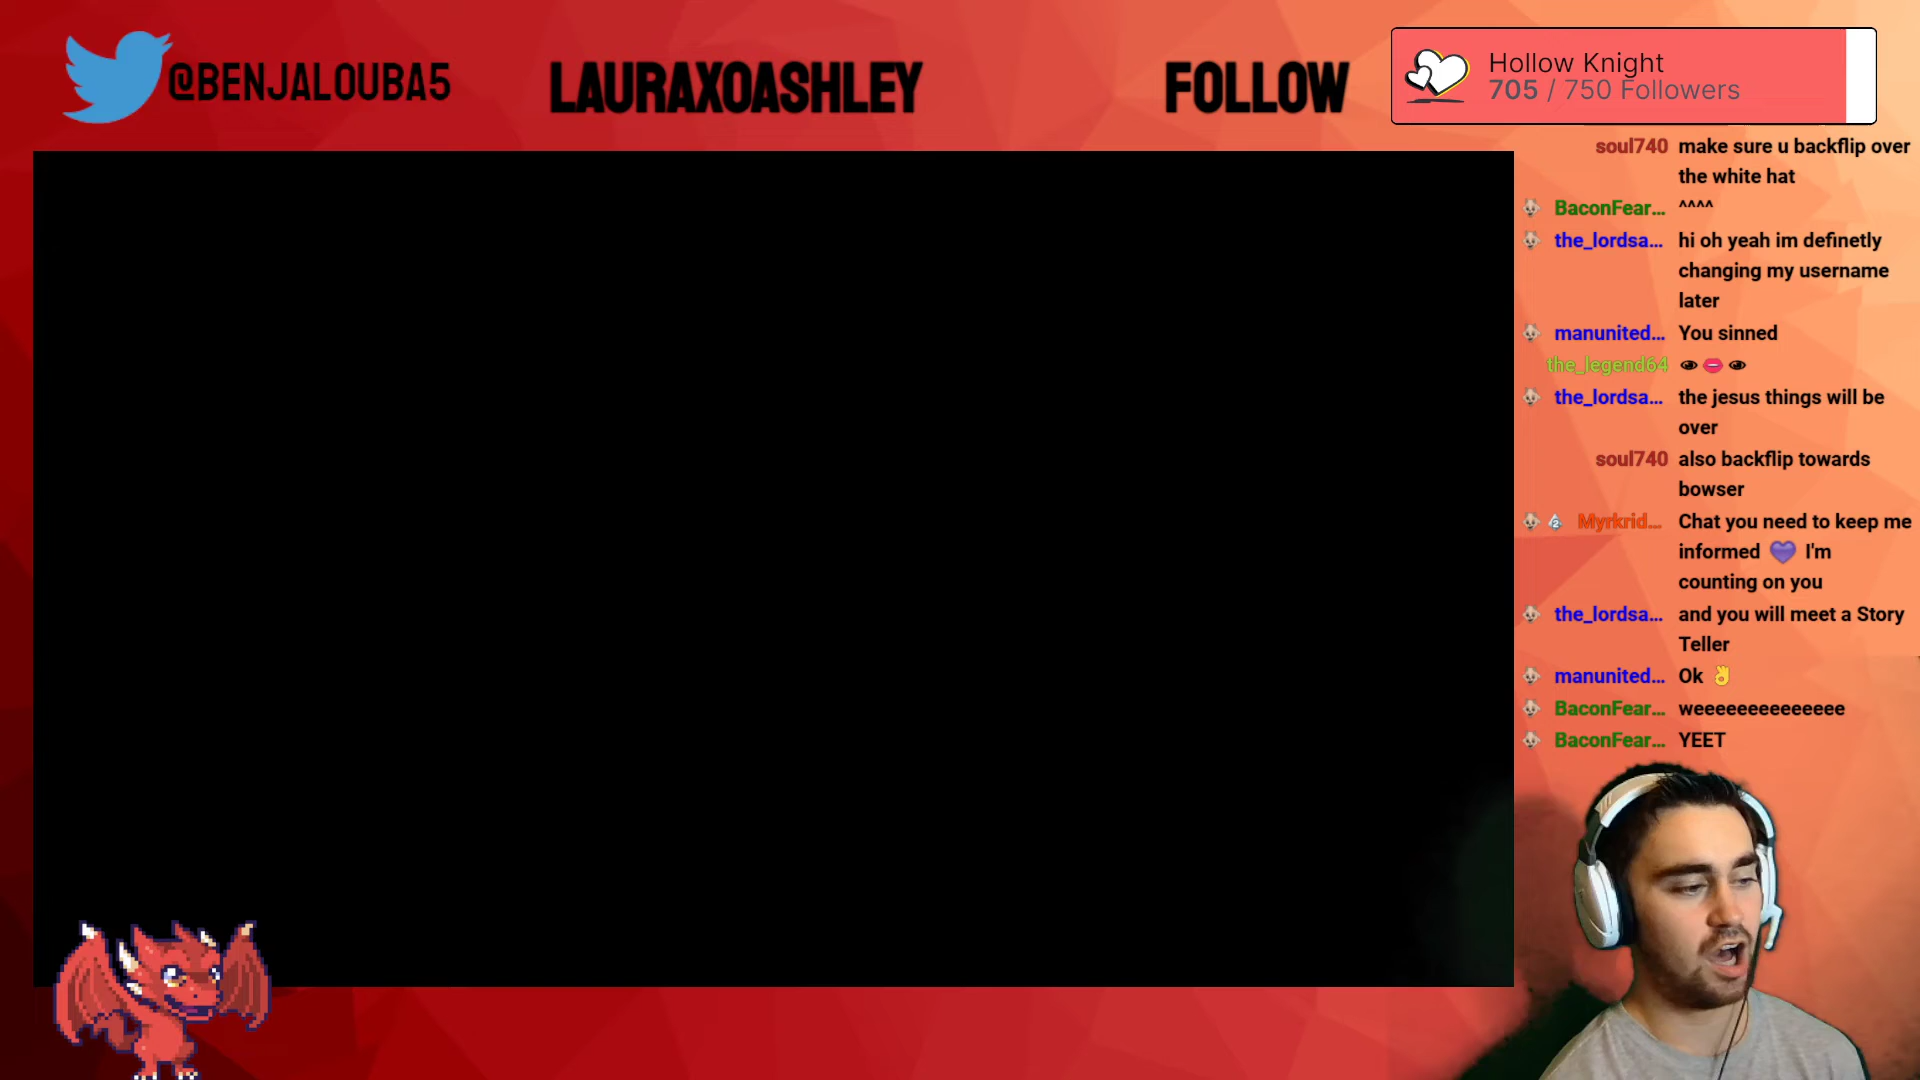 @BENJALOUBA5
LAURAXOASHLEY
FOLLOW
Hollow Knight
705 / 750 Followers
soul740 make sure u backflip over
the white hat
BaconFear... ^^^^
the_lordsa... hi oh yeah im definetly
changing my username
later
manunited... You sinned
the_legend64
the_lordsa... the jesus things will be
over
soul740 also backflip towards
bowser
2 Myrkrid... Chat you need to keep me
informed 💜 I'm
counting on you
the_lordsa... and you will meet a Story
Teller
manunited... Ok 👌
BaconFear... weeeeeeeeeeeeee
BaconFear... YEET